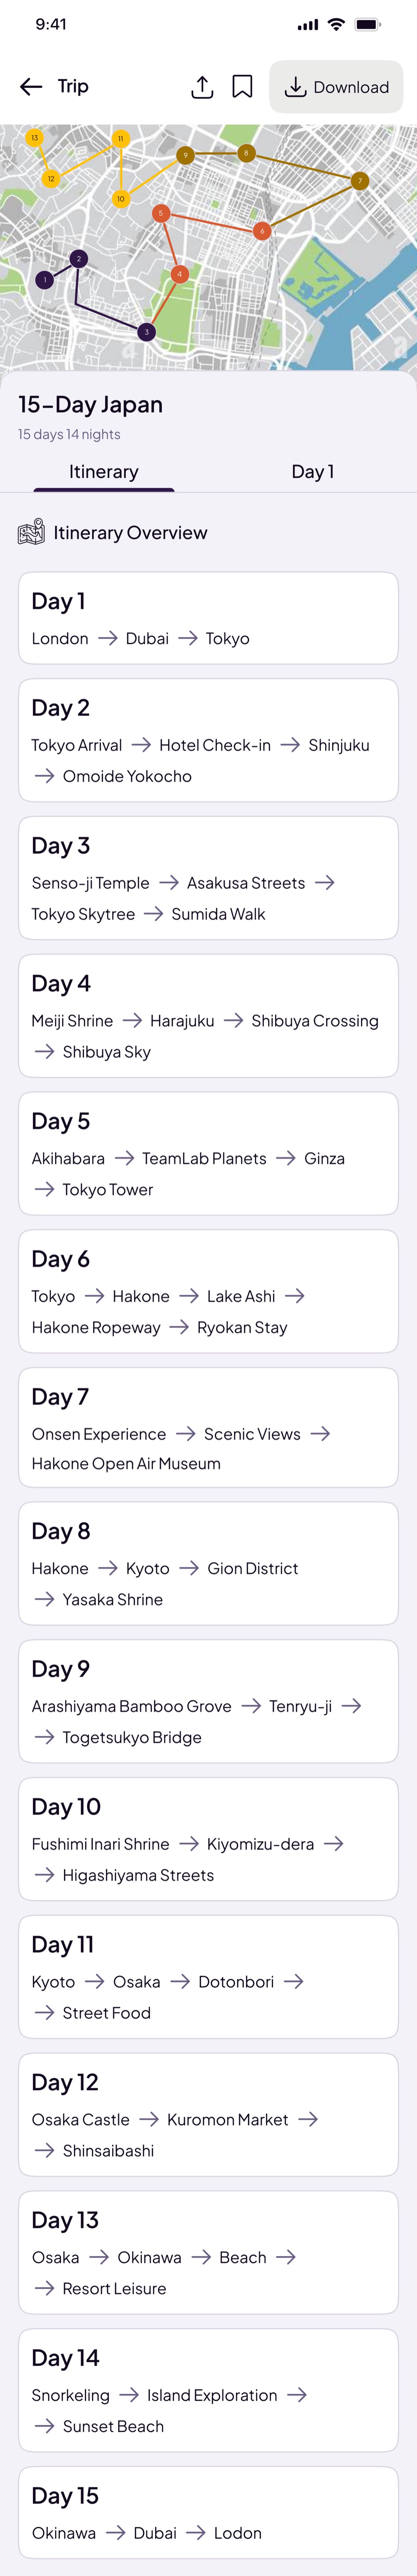 9:41
Trip
Download
13
11
9
8
12
7
10
5
6
2
4
1
3
a
a
15-Day Japan
15 days 14 nights
Itinerary Day 1
Itinerary Overview
Day 1
London → Dubai → Tokyo
Day 2
Tokyo Arrival → Hotel Check-in → Shinjuku
→ Omoide Yokocho
Day 3
Senso-ji Temple → Asakusa Streets →
Tokyo Skytree → Sumida Walk
Day 4
Meiji Shrine → Harajuku → Shibuya Crossing
→ Shibuya Sky
Day 5
Akihabara → TeamLab Planets → Ginza
→ Tokyo Tower
Day 6
Tokyo → Hakone → Lake Ashi →
Hakone Ropeway → Ryokan Stay
Day 7
Onsen Experience → Scenic Views →
Hakone Open Air Museum
Day 8
Hakone → Kyoto → Gion District
→ Yasaka Shrine
Day 9
Arashiyama Bamboo Grove → Tenryu-ji →
→ Togetsukyo Bridge
Day 10
Fushimi Inari Shrine → Kiyomizu-dera →
→ Higashiyama Streets
Day 11
Kyoto → Osaka → Dotonbori →
→ Street Food
Day 12
Osaka Castle → Kuromon Market →
→ Shinsaibashi
Day 13
Osaka → Okinawa → Beach →
→ Resort Leisure
Day 14
Snorkeling → Island Exploration →
→ Sunset Beach
Day 15
Okinawa → Dubai → Lodon